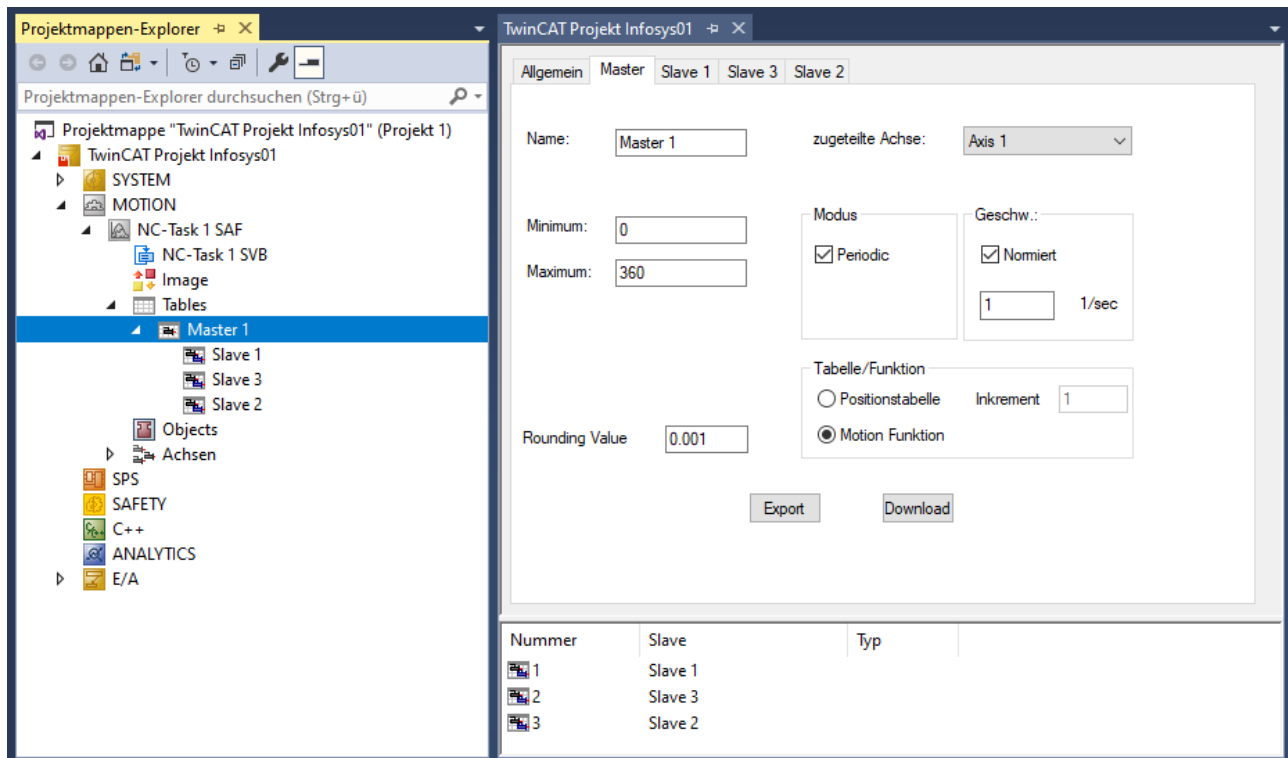 Projektmappen-Explorer
Projektmappen-Explorer durchsuchen (Strg+ü)
Projektmappe "TwinCAT Projekt Infosys01" (Projekt 1)
TwinCAT Projekt Infosys01
SYSTEM
MOTION
NC-Task 1 SAF
NC-Task 1 SVB
Image
Tables
Master 1
Slave 1
Slave 3
Slave 2
Objects
Achsen
SPS
SAFETY
C++
ANALYTICS
E/A
TwinCAT Projekt Infosys01
Allgemein Master Slave 1 Slave 3 Slave 2
Name: Master 1 zugeteilte Achse: Axis 1
Modus Geschw.:
Minimum: 0
Periodic Normiert
Maximum: 360
1 1/sec
Tabelle/Funktion
Positionstabelle Inkrement 1
Rounding Value 0.001 Motion Funktion
Export Download
Nummer Slave Typ
1 Slave 1
2 Slave 3
3 Slave 2